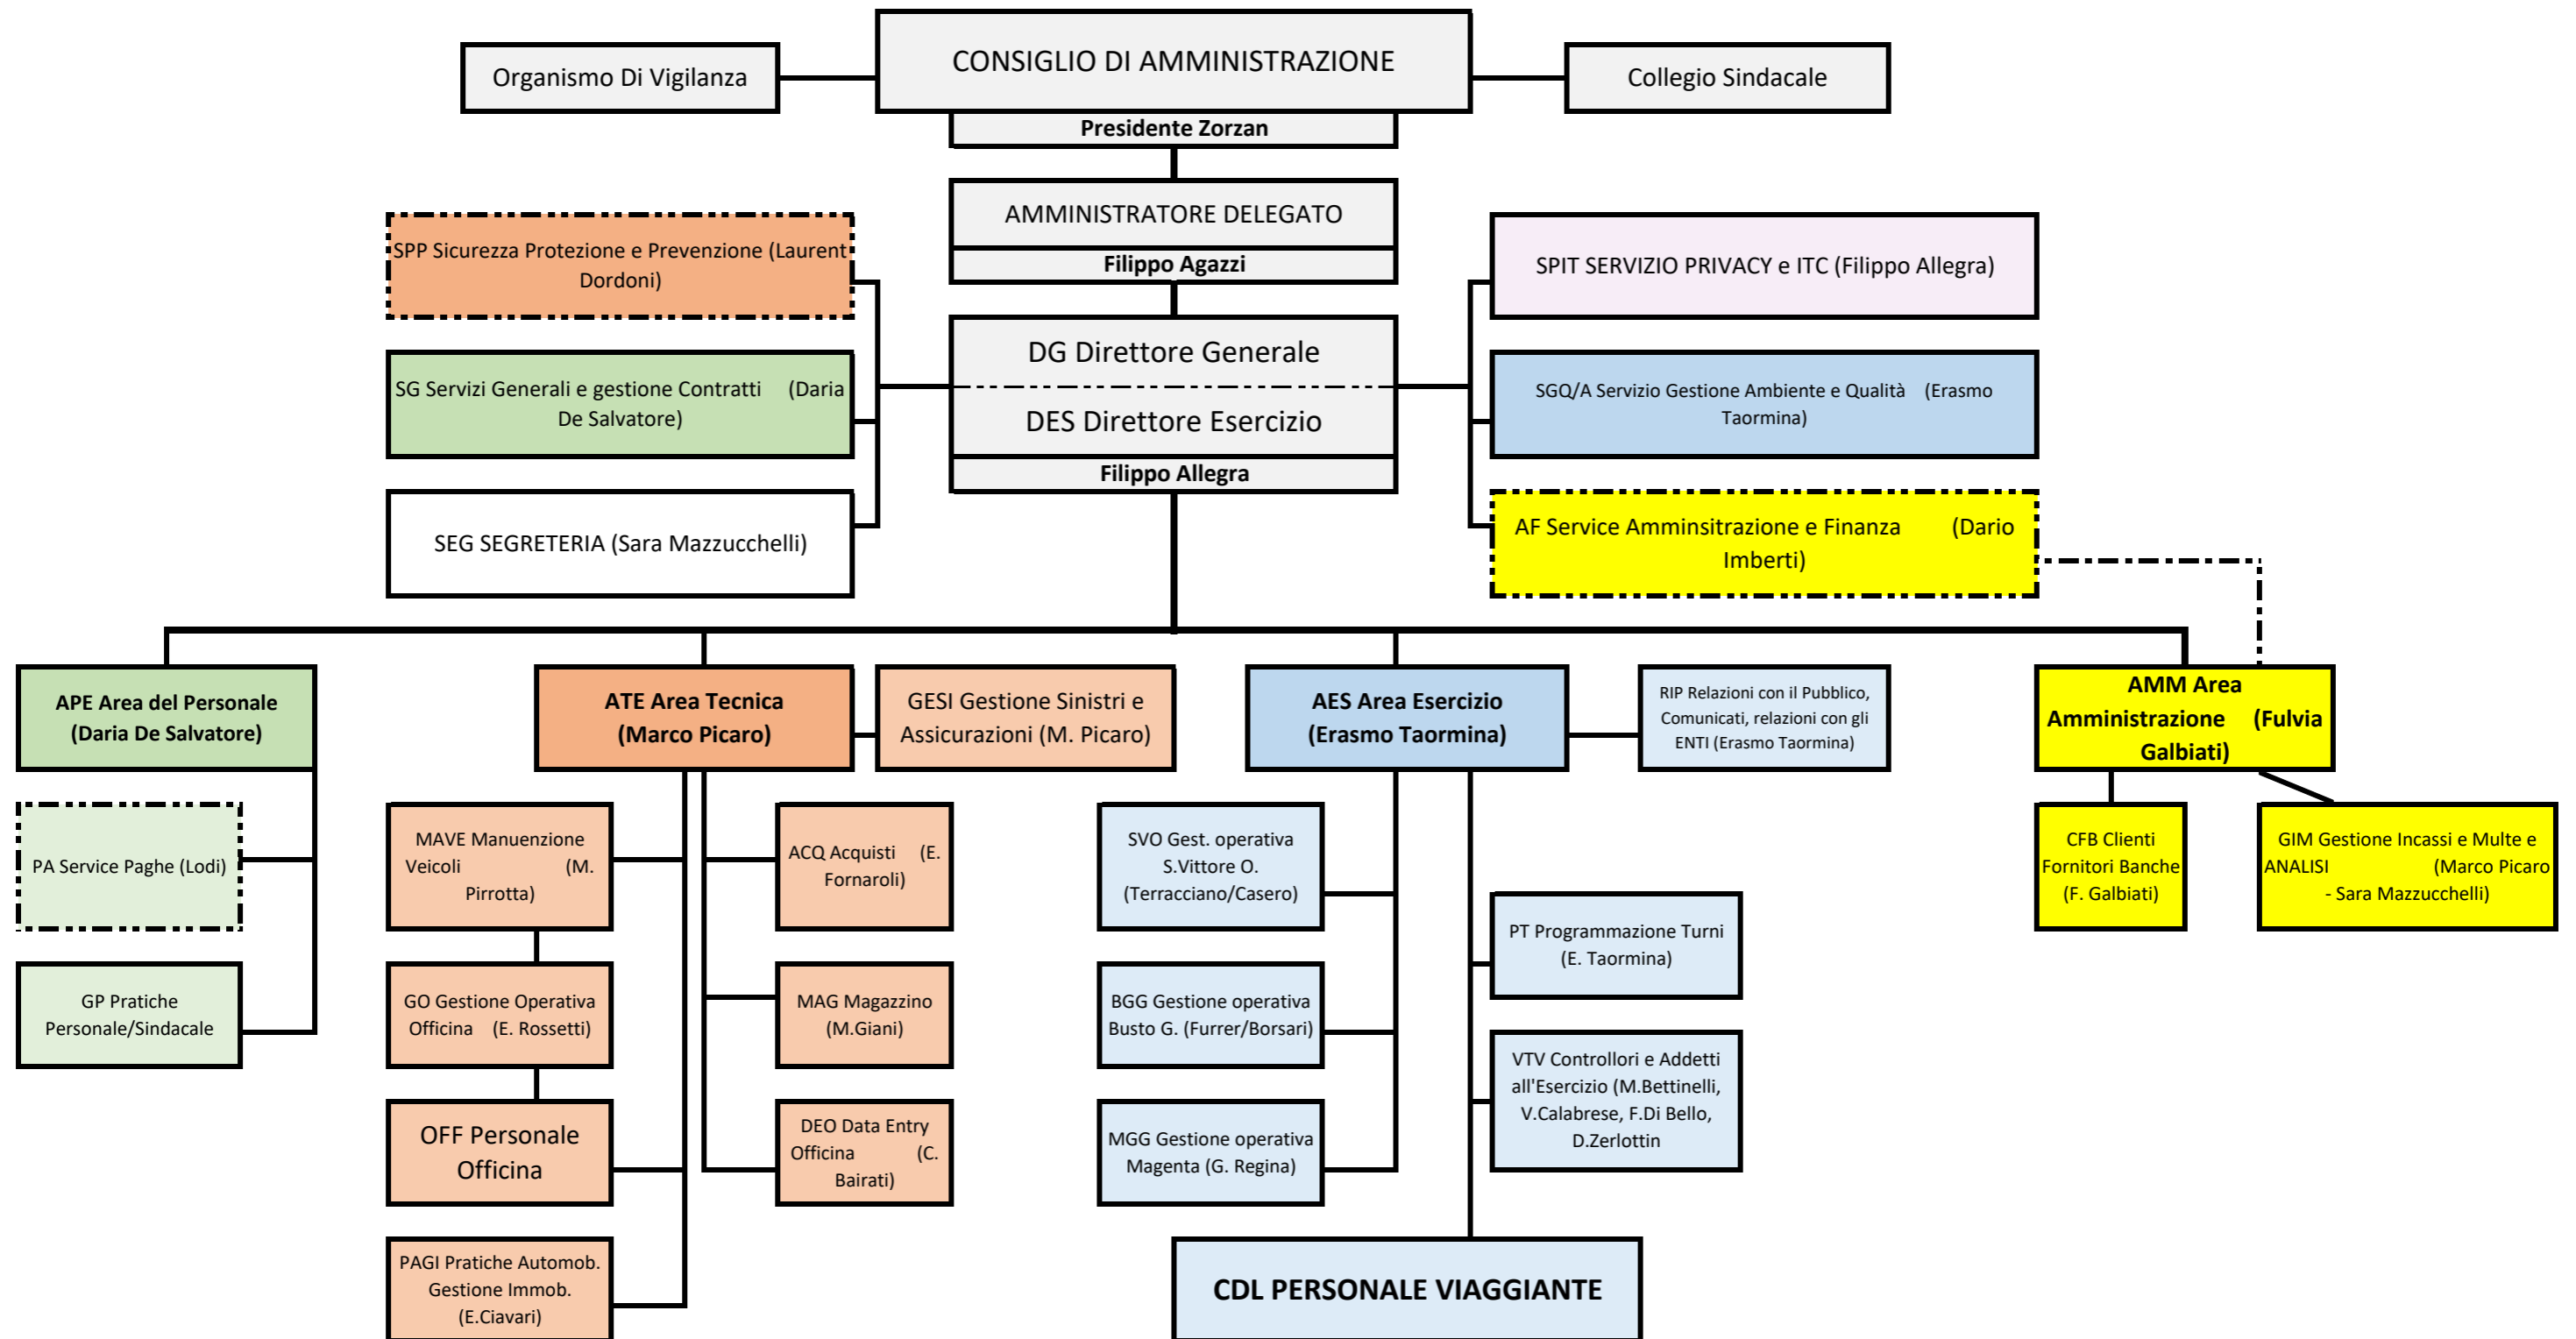 CONSIGLIO DI AMMINISTRAZIONE
Organismo Di Vigilanza
Collegio Sindacale
Presidente Zorzan
AMMINISTRATORE DELEGATO
Filippo Agazzi
SPP Sicurezza Protezione e Prevenzione (Laurent
Dordoni)
SPIT SERVIZIO PRIVACY e ITC (Filippo Allegra)
DG Direttore Generale
DES Direttore Esercizio
Filippo Allegra
SG Servizi Generali e gestione Contratti (Daria
De Salvatore)
SGQ/A Servizio Gestione Ambiente e Qualità (Erasmo
Taormina)
SEG SEGRETERIA (Sara Mazzucchelli)
AF Service Amminsitrazione e Finanza (Dario
Imberti)
APE Area del Personale
(Daria De Salvatore)
ATE Area Tecnica
(Marco Picaro)
GESI Gestione Sinistri e
Assicurazioni (M. Picaro)
AES Area Esercizio
(Erasmo Taormina)
RIP Relazioni con il Pubblico,
Comunicati, relazioni con gli
ENTI (Erasmo Taormina)
AMM Area
Amministrazione (Fulvia
Galbiati)
PA Service Paghe (Lodi)
MAVE Manuenzione
Veicoli (M.
Pirrotta)
ACQ Acquisti (E.
Fornaroli)
SVO Gest. operativa
S.Vittore O.
(Terracciano/Casero)
CFB Clienti
Fornitori Banche
(F. Galbiati)
GIM Gestione Incassi e Multe e
ANALISI (Marco Picaro
- Sara Mazzucchelli)
PT Programmazione Turni
(E. Taormina)
GP Pratiche
Personale/Sindacale
GO Gestione Operativa
Officina (E. Rossetti)
MAG Magazzino
(M.Giani)
BGG Gestione operativa
Busto G. (Furrer/Borsari)
VTV Controllori e Addetti
all'Esercizio (M.Bettinelli,
V.Calabrese, F.Di Bello,
D.Zerlottin
OFF Personale
Officina
DEO Data Entry
Officina (C.
Bairati)
MGG Gestione operativa
Magenta (G. Regina)
PAGI Pratiche Automob.
Gestione Immob.
(E.Ciavari)
CDL PERSONALE VIAGGIANTE